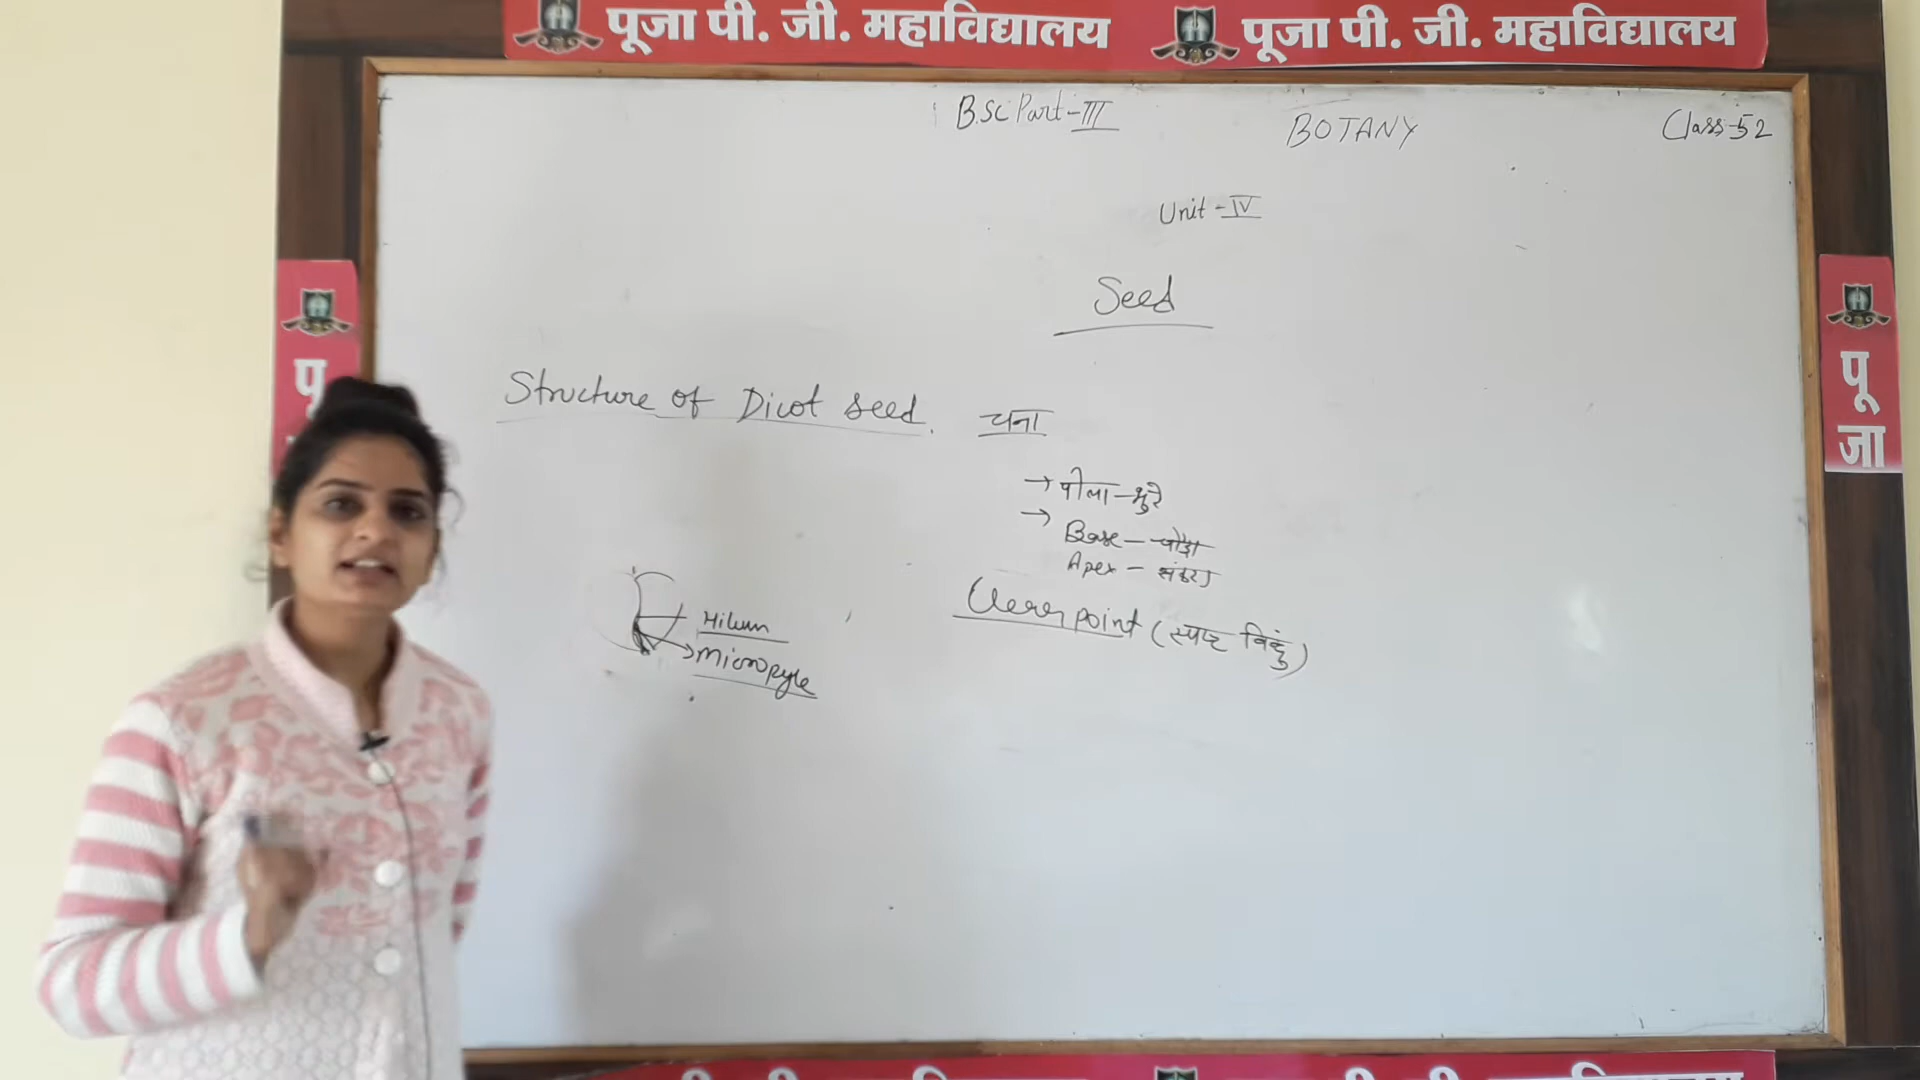 पूजा पी. जी. महाविद्यालय पूजा पी. जी. महाविद्यालय
B.Sc Part-III BOTANY Class-52
Unit-IV
Seed
Structure of Dicot seed. चना
→ पीला-भुरे
→ Base- चौड़ा
Apex- संकरा
point (स्पष्ट बिंदु)
Hilum
Micropyle
पू
पू
जा